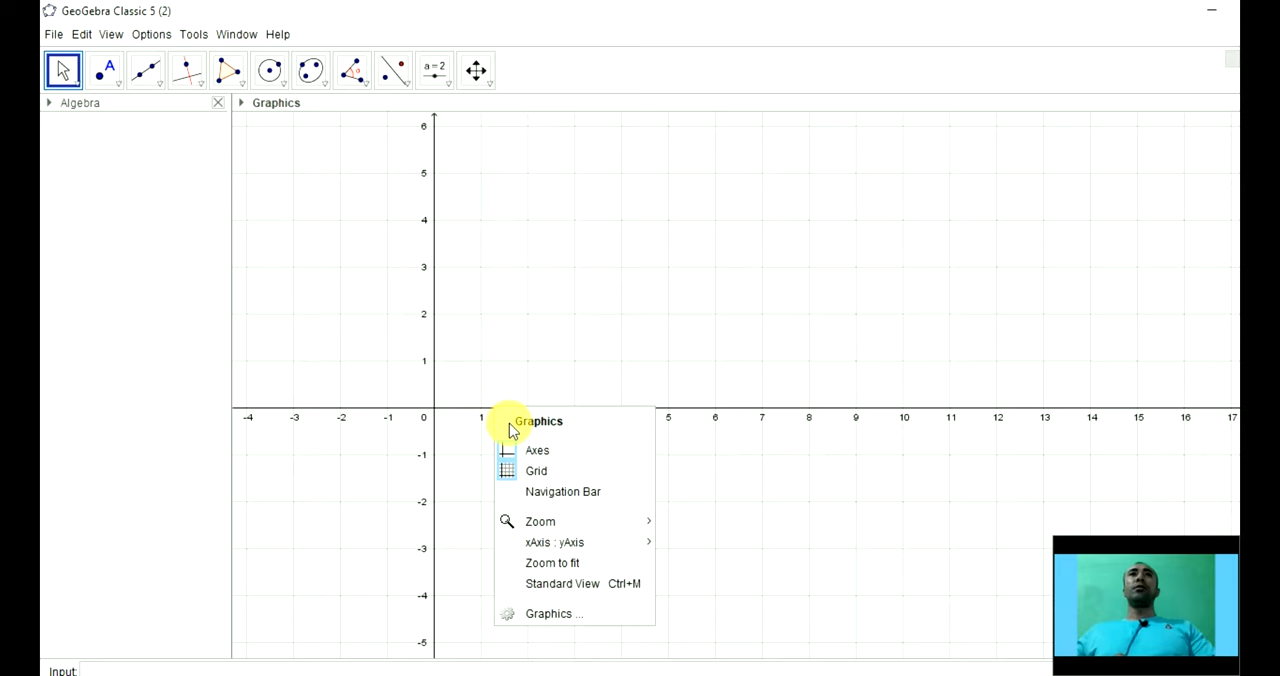 GeoGebra Classic 5 (2)
File Edit View Options Tools Window Help
A a=2
Algebra Graphics
6
5
4
3
2
1
-4 -3 -2 -1 0 1 5 6 7 8 9 10 11 12 13 14 15 16 17
Graphics
Axes
-1
Grid
Navigation Bar
-2
Zoom
xAxis : yAxis
-3
Zoom to fit
Standard View Ctrl+M
-4
Graphics ...
-5
Input: